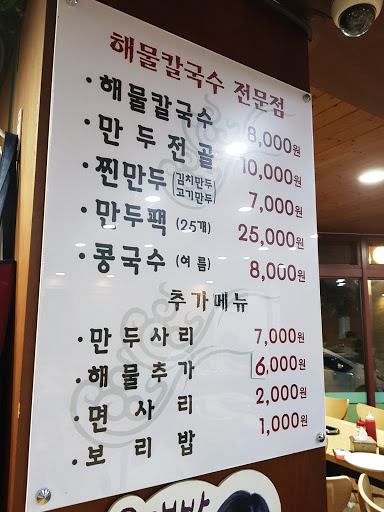 해물칼국수 전문점
· 해물칼국수 8,000원
· 만두전골 10,000원
· 찐만두 (김치만두 고기만두) 7,000원
· 만두팩 (25개) 25,000원
· 콩국수 (여름) 8,000원
추가메뉴
· 만두사리 7,000원
· 해물추가 6,000원
· 면사리 2,000원
· 보리밥 1,000원